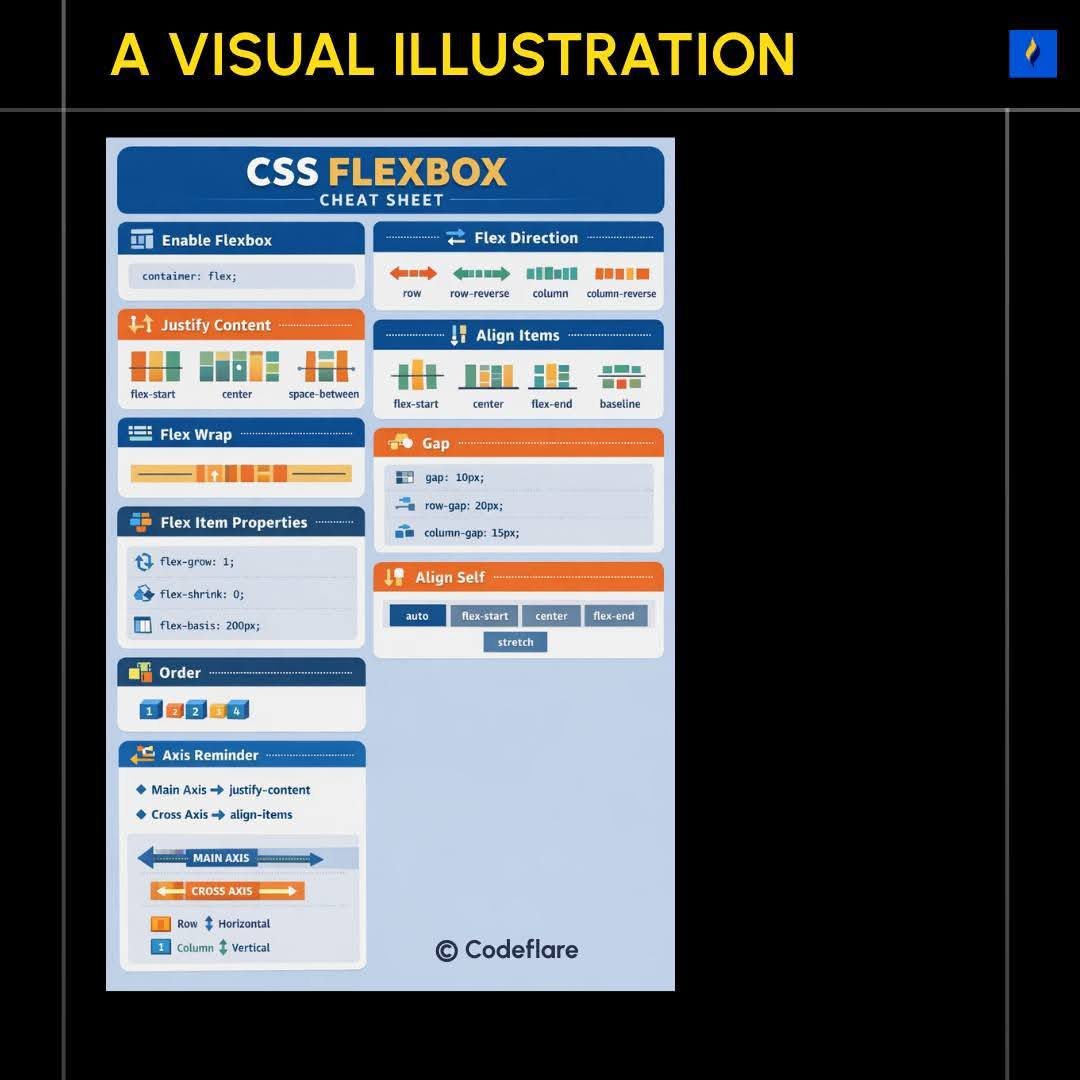 A VISUAL ILLUSTRATION
CSS FLEXBOX
CHEAT SHEET
Enable Flexbox
container: flex;
Justify Content
flex-start center space-between
Flex Wrap
Flex Item Properties
flex-grow: 1;
flex-shrink: 0;
flex-basis: 200px;
Order
1 2 2 3 4
Axis Reminder
Main Axis → justify-content
Cross Axis → align-items
MAIN AXIS
CROSS AXIS
Row ↕ Horizontal
1 Column ↕ Vertical
Flex Direction
row row-reverse column column-reverse
Align Items
flex-start center flex-end baseline
Gap
gap: 10px;
row-gap: 20px;
column-gap: 15px;
Align Self
auto flex-start center flex-end
stretch
© Codeflare